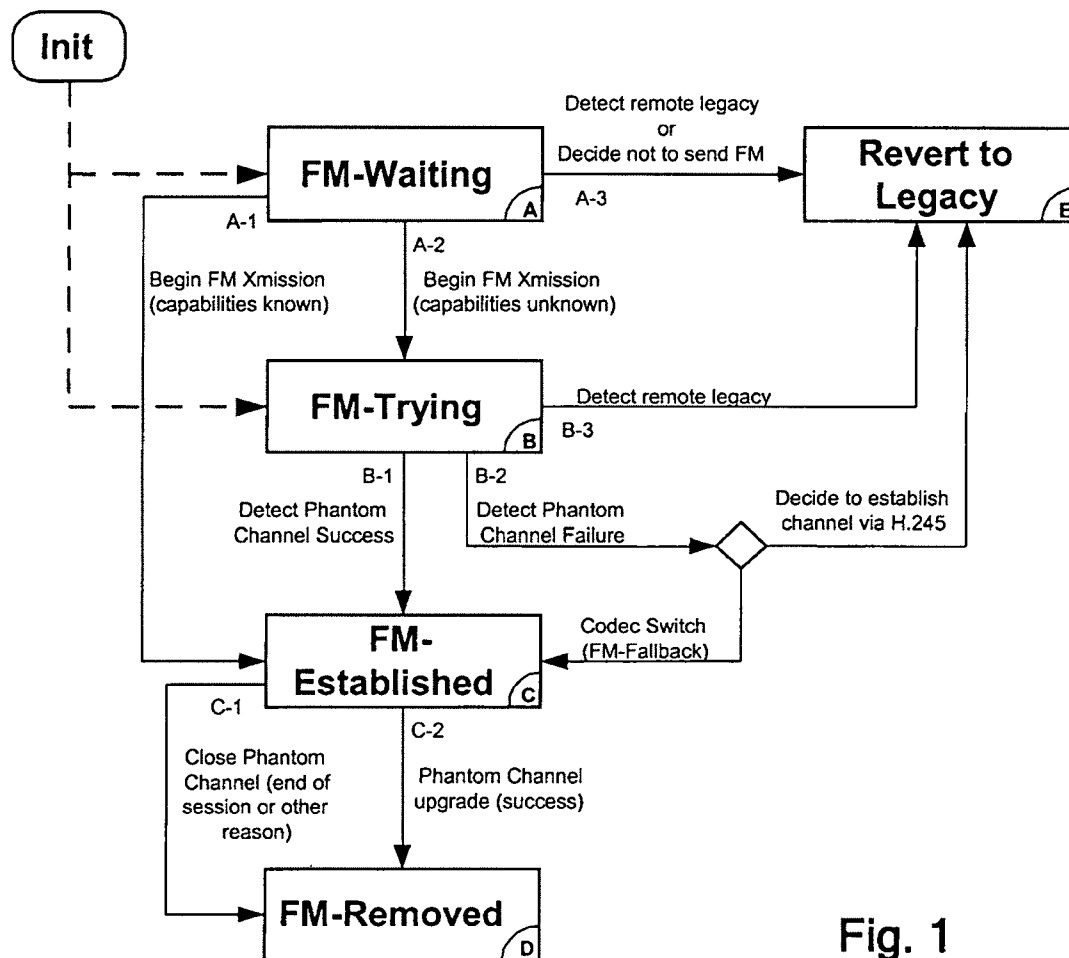 Init
Detect remote legacy
or
Decide not to send FM
FM-Waiting
A
A-3
Revert to
Legacy
E
A-1
A-2
Begin FM Xmission
(capabilities known)
Begin FM Xmission
(capabilities unknown)
FM-Trying
B
Detect remote legacy
B-3
B-1
B-2
Detect Phantom
Channel Success
Detect Phantom
Channel Failure
Decide to establish
channel via H.245
FM-
Established
C
Codec Switch
(FM-Fallback)
C-1
C-2
Close Phantom
Channel (end of
session or other
reason)
Phantom Channel
upgrade (success)
FM-Removed
D
Fig. 1